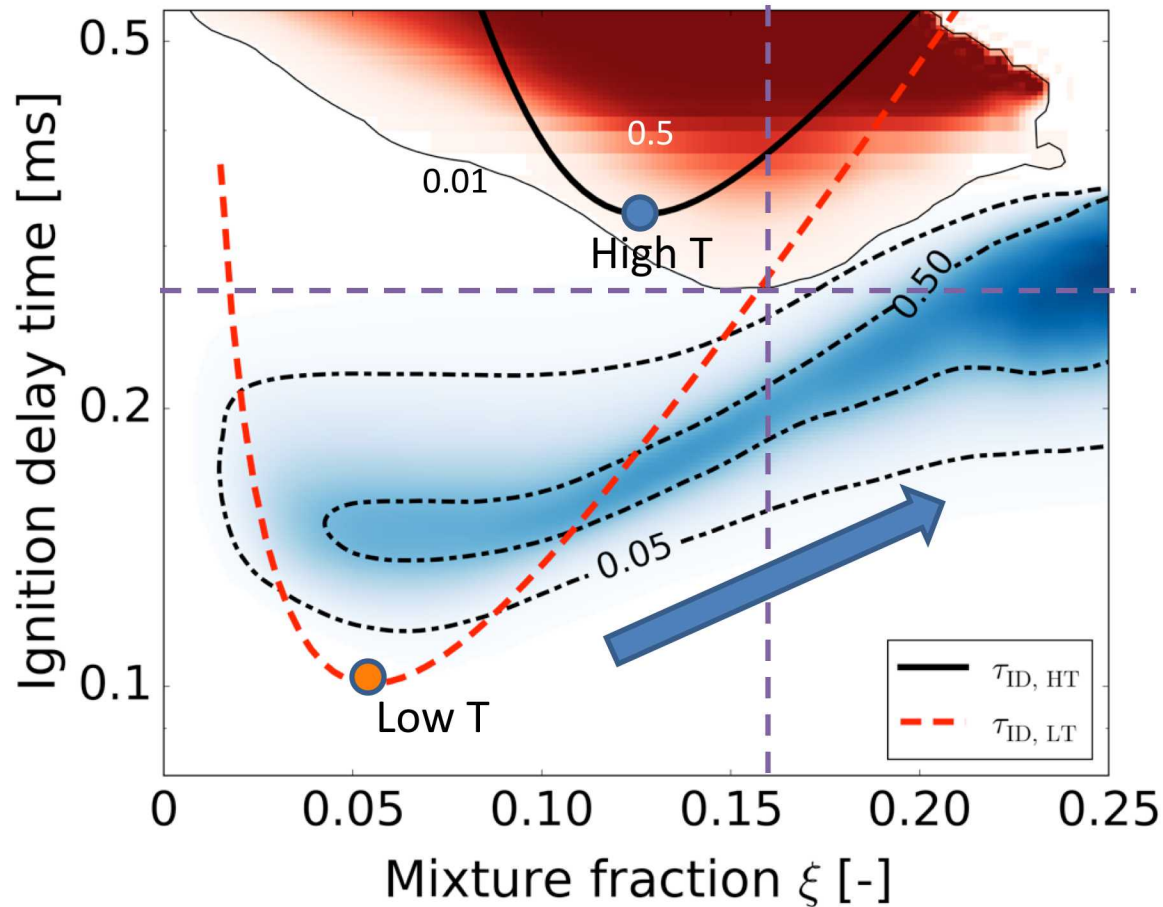 0.5
0.5
0.01
High T
Ignition delay time [ms]
0.50
0.2
0.05
0.1
Low T
τID, HT
τID, LT
0
0.05
0.10
0.15
0.20
0.25
Mixture fraction ξ [-]